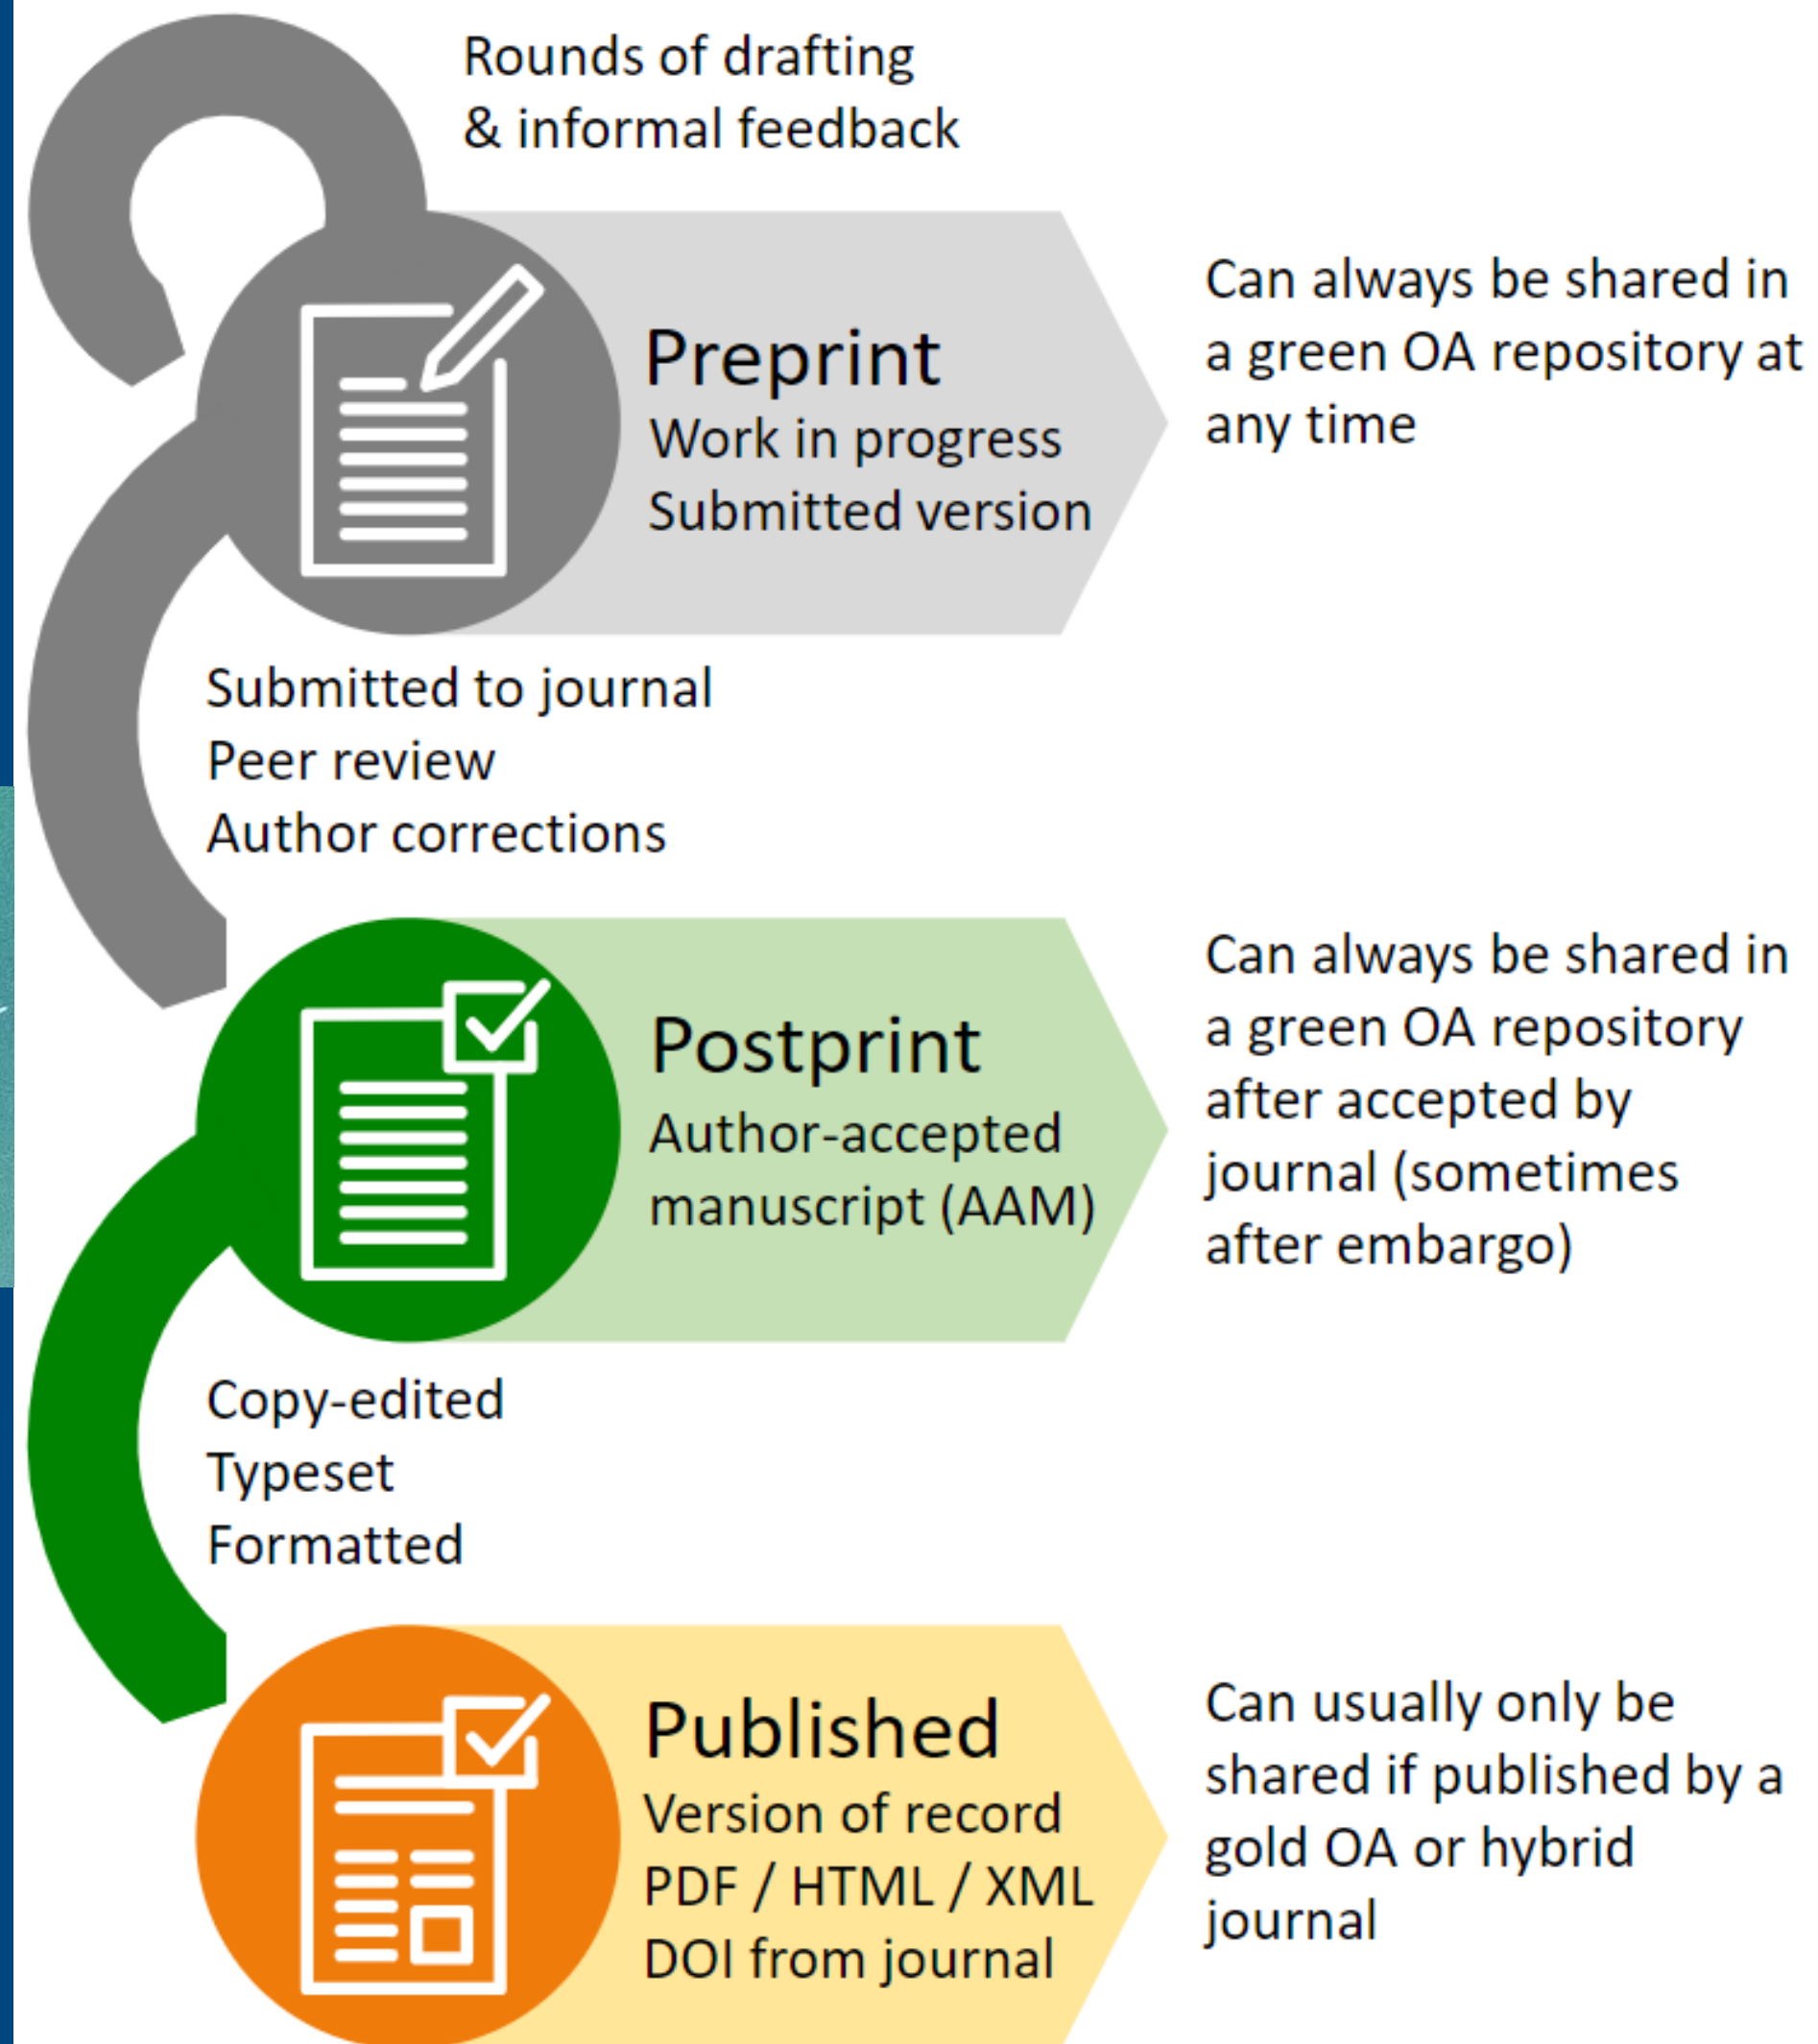 Rounds of drafting
& informal feedback
Preprint
Work in progress
Submitted version
Can always be shared in
a green OA repository at
any time
Submitted to journal
Peer review
Author corrections
Postprint
Author-accepted
manuscript (AAM)
Can always be shared in
a green OA repository
after accepted by
journal (sometimes
after embargo)
Copy-edited
Typeset
Formatted
Published
Version of record
PDF / HTML / XML
DOI from journal
Can usually only be
shared if published by a
gold OA or hybrid
journal